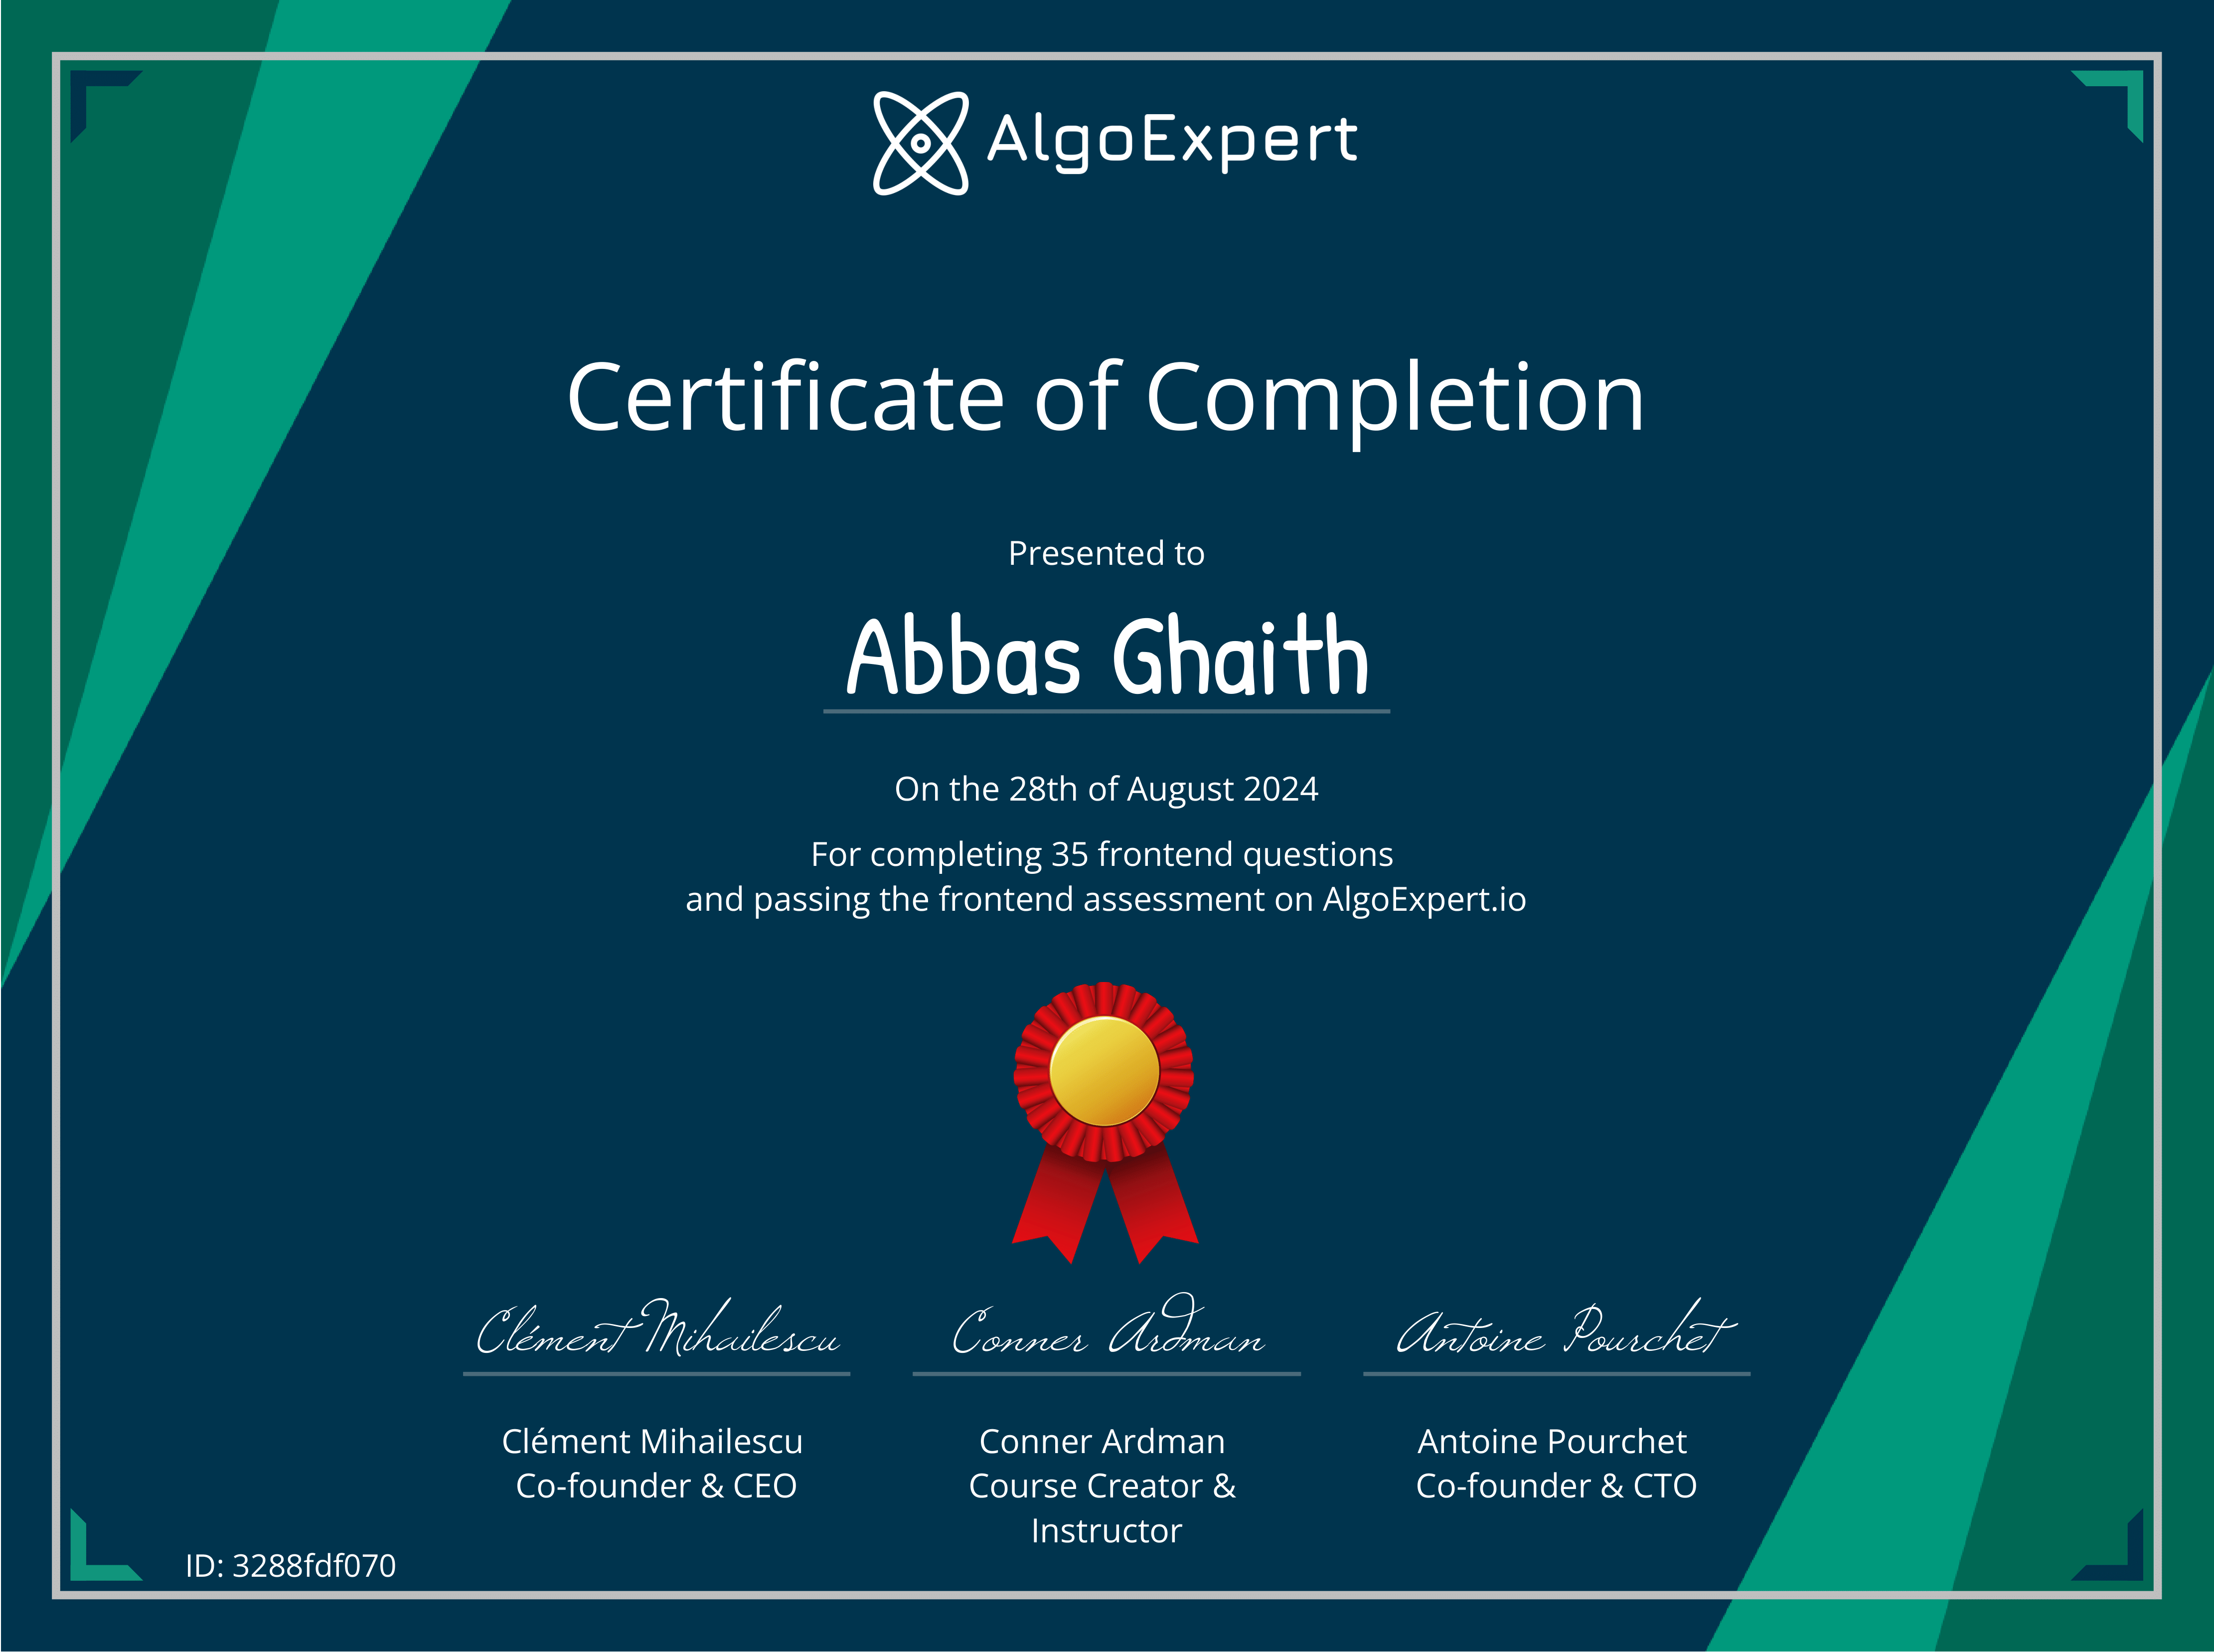 AlgoExpert
Certificate of Completion
Presented to
Abbas Ghaith
On the 28th of August 2024
For completing 35 frontend questions
and passing the frontend assessment on AlgoExpert.io
Clément Mihailescu
Conner Ardman
Antoine Pourchet
Clément Mihailescu
Co-founder & CEO
Conner Ardman
Course Creator &
Instructor
Antoine Pourchet
Co-founder & CTO
ID: 3288fdf070